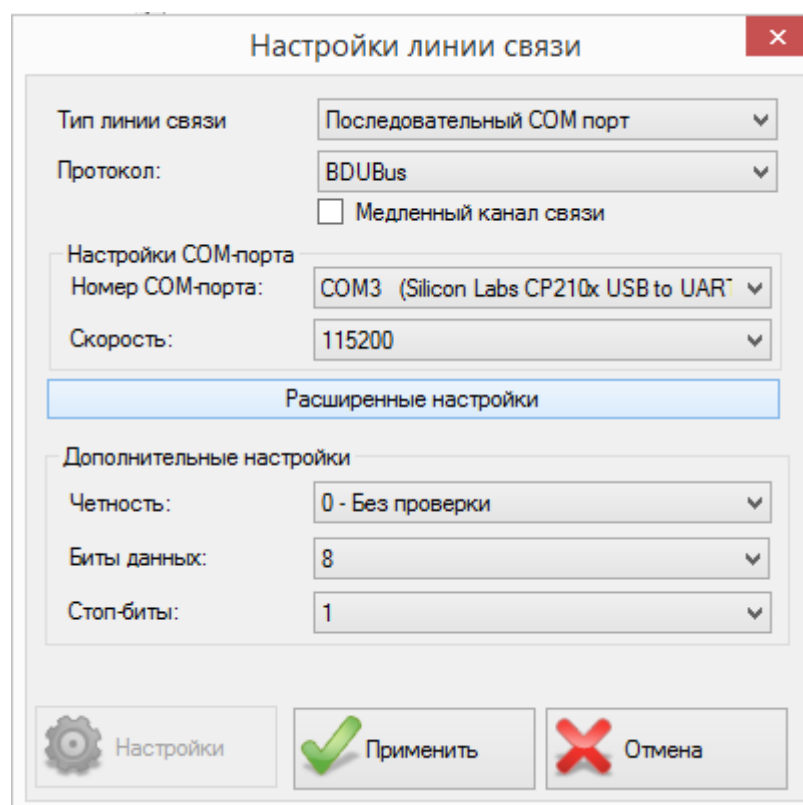 Настройки линии связи
Тип линии связи
Последовательный COM порт
Протокол:
BDUBus
Медленный канал связи
Настройки COM-порта
Номер COM-порта:
COM3 (Silicon Labs CP210x USB to UART
Скорость:
115200
Расширенные настройки
Дополнительные настройки
Четность:
0 - Без проверки
Биты данных:
8
Стоп-биты:
1
Настройки
Применить
Отмена